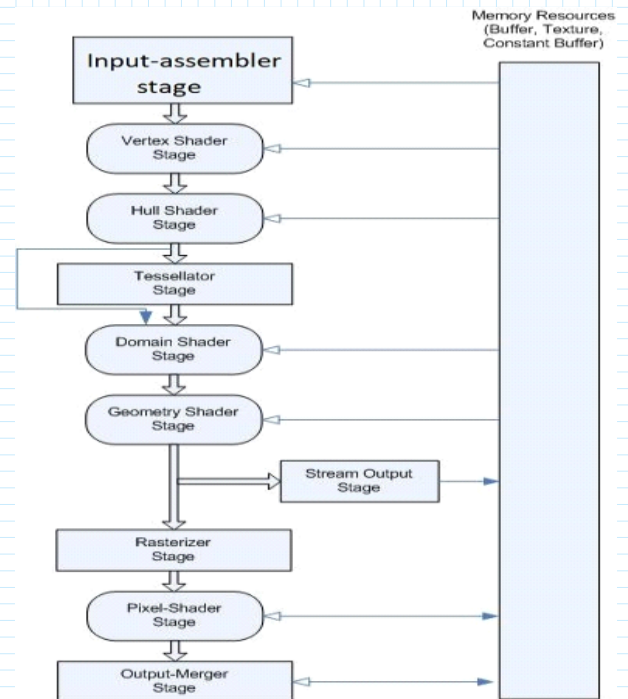 Memory Resources
(Buffer, Texture,
Constant Buffer)
Input-assembler
stage
Vertex Shader
Stage
Hull Shader
Stage
Tessellator
Stage
Domain Shader
Stage
Geometry Shader
Stage
Stream Output
Stage
Rasterizer
Stage
Pixel-Shader
Stage
Output-Merger
Stage